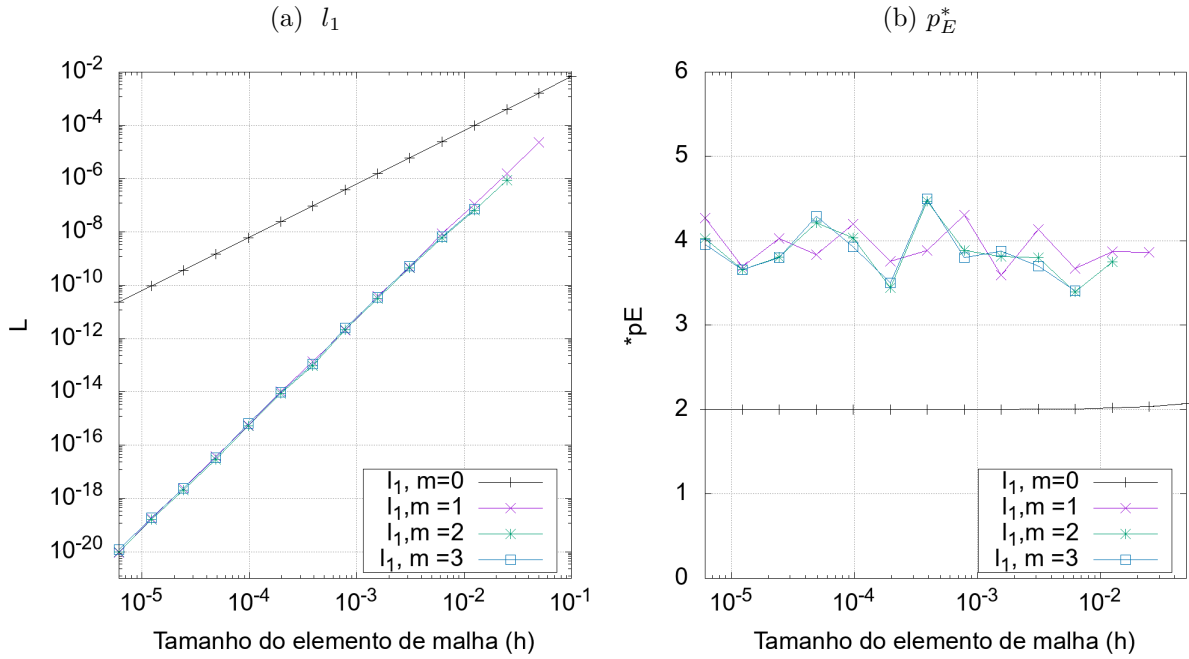 (a) l₁
(b) p*_E
10⁻²
10⁻⁴
10⁻⁶
10⁻⁸
10⁻¹⁰
10⁻¹²
10⁻¹⁴
10⁻¹⁶
10⁻¹⁸
10⁻²⁰
L
10⁻⁵ 10⁻⁴ 10⁻³ 10⁻² 10⁻¹
Tamanho do elemento de malha (h)
l₁, m=0
l₁,m =1
l₁,m =2
l₁, m =3
6
5
4
3
2
1
0
*pE
10⁻⁵ 10⁻⁴ 10⁻³ 10⁻²
Tamanho do elemento de malha (h)
l₁, m=0
l₁,m =1
l₁,m =2
l₁, m =3